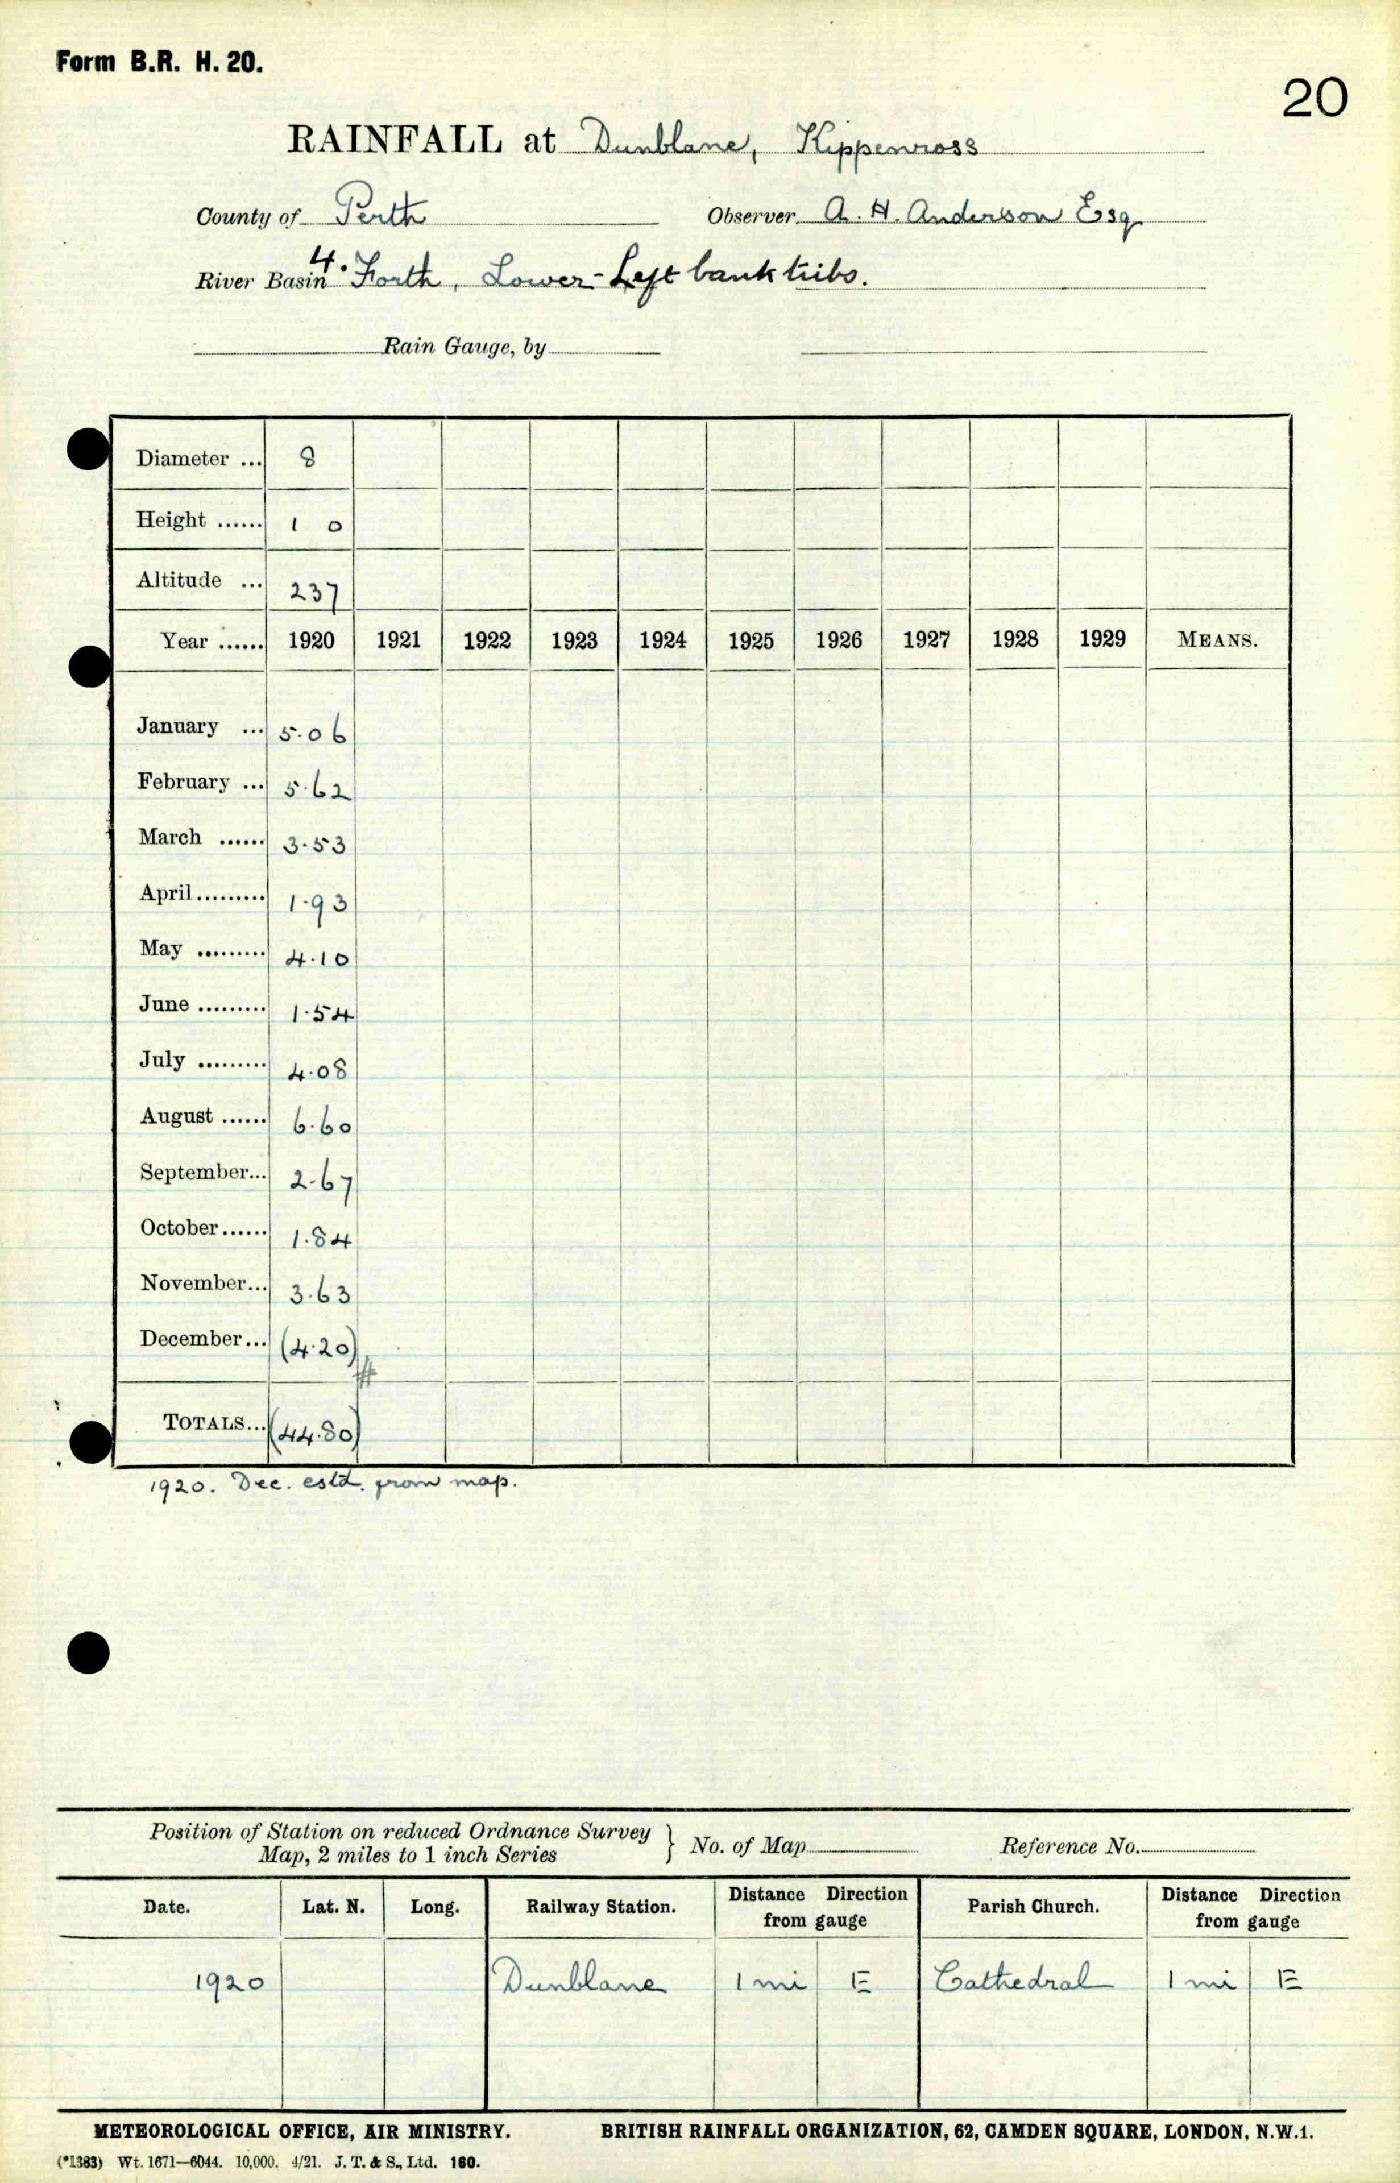 Form B.R. H. 20.
20
RAINFALL at Dunblane, Kippenross
County of Perth Observer A. H. Anderson Esq
River Basin 4. Forth, Lower - Left bank tribs.
Rain Gauge, by
Diameter ... 8
Height ...... 1 0
Altitude ... 237
Year ...... 1920 1921 1922 1923 1924 1925 1926 1927 1928 1929 MEANS.
January ... 5.06
February ... 5.62
March ...... 3.53
April......... 1.93
May ......... 4.10
June ......... 1.54
July ......... 4.08
August ...... 6.60
September... 2.67
October...... 1.84
November... 3.63
December... (4.20)
#
TOTALS... (44.80)
1920. Dec. estd. from map.
Position of Station on reduced Ordnance Survey
Map, 2 miles to 1 inch Series } No. of Map Reference No.
Date. Lat. N. Long. Railway Station. Distance Direction from gauge Parish Church. Distance Direction from gauge
1920 Dunblane 1 mi E Cathedral 1 mi E
METEOROLOGICAL OFFICE, AIR MINISTRY. BRITISH RAINFALL ORGANIZATION, 62, CAMDEN SQUARE, LONDON, N.W.1.
(*1383) Wt. 1671—6044. 10,000. 4/21. J. T. & S., Ltd. 160.